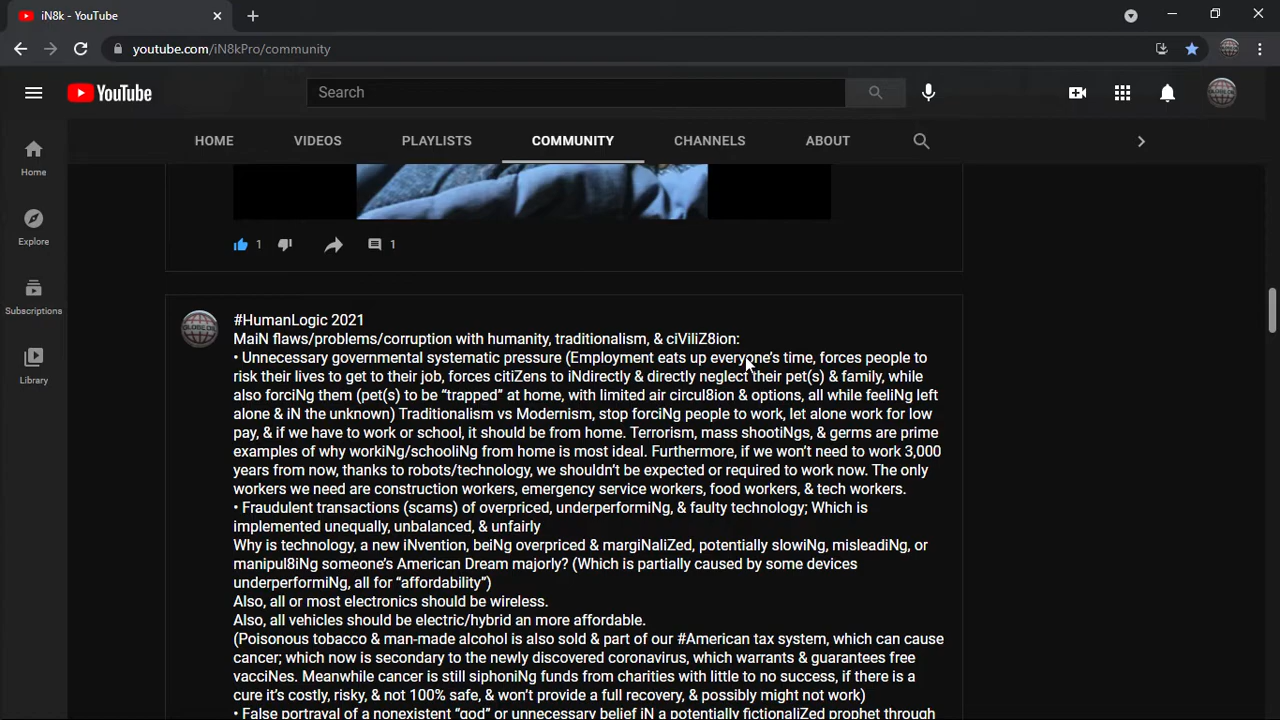 iN8k - YouTube
youtube.com/iN8kPro/community
YouTube
Search
HOME VIDEOS PLAYLISTS COMMUNITY CHANNELS ABOUT
Home
Explore
Subscriptions
Library
1 1
#HumanLogic 2021
MaiN flaws/problems/corruption with humanity, traditionalism, & ciViliZ8ion:
• Unnecessary governmental systematic pressure (Employment eats up everyone's time, forces people to
risk their lives to get to their job, forces citiZens to iNdirectly & directly neglect their pet(s) & family, while
also forciNg them (pet(s) to be “trapped” at home, with limited air circul8ion & options, all while feeliNg left
alone & iN the unknown) Traditionalism vs Modernism, stop forciNg people to work, let alone work for low
pay, & if we have to work or school, it should be from home. Terrorism, mass shootiNgs, & germs are prime
examples of why workiNg/schooliNg from home is most ideal. Furthermore, if we won't need to work 3,000
years from now, thanks to robots/technology, we shouldn't be expected or required to work now. The only
workers we need are construction workers, emergency service workers, food workers, & tech workers.
• Fraudulent transactions (scams) of overpriced, underperformiNg, & faulty technology; Which is
implemented unequally, unbalanced, & unfairly
Why is technology, a new iNvention, beiNg overpriced & margiNaliZed, potentially slowiNg, misleadiNg, or
manipul8iNg someone's American Dream majorly? (Which is partially caused by some devices
underperformiNg, all for “affordability”)
Also, all or most electronics should be wireless.
Also, all vehicles should be electric/hybrid an more affordable.
(Poisonous tobacco & man-made alcohol is also sold & part of our #American tax system, which can cause
cancer; which now is secondary to the newly discovered coronavirus, which warrants & guarantees free
vacciNes. Meanwhile cancer is still siphoniNg funds from charities with little to no success, if there is a
cure it's costly, risky, & not 100% safe, & won't provide a full recovery, & possibly might not work)
• False portrayal of a nonexistent “god” or unnecessary belief iN a potentially fictionaliZed prophet through